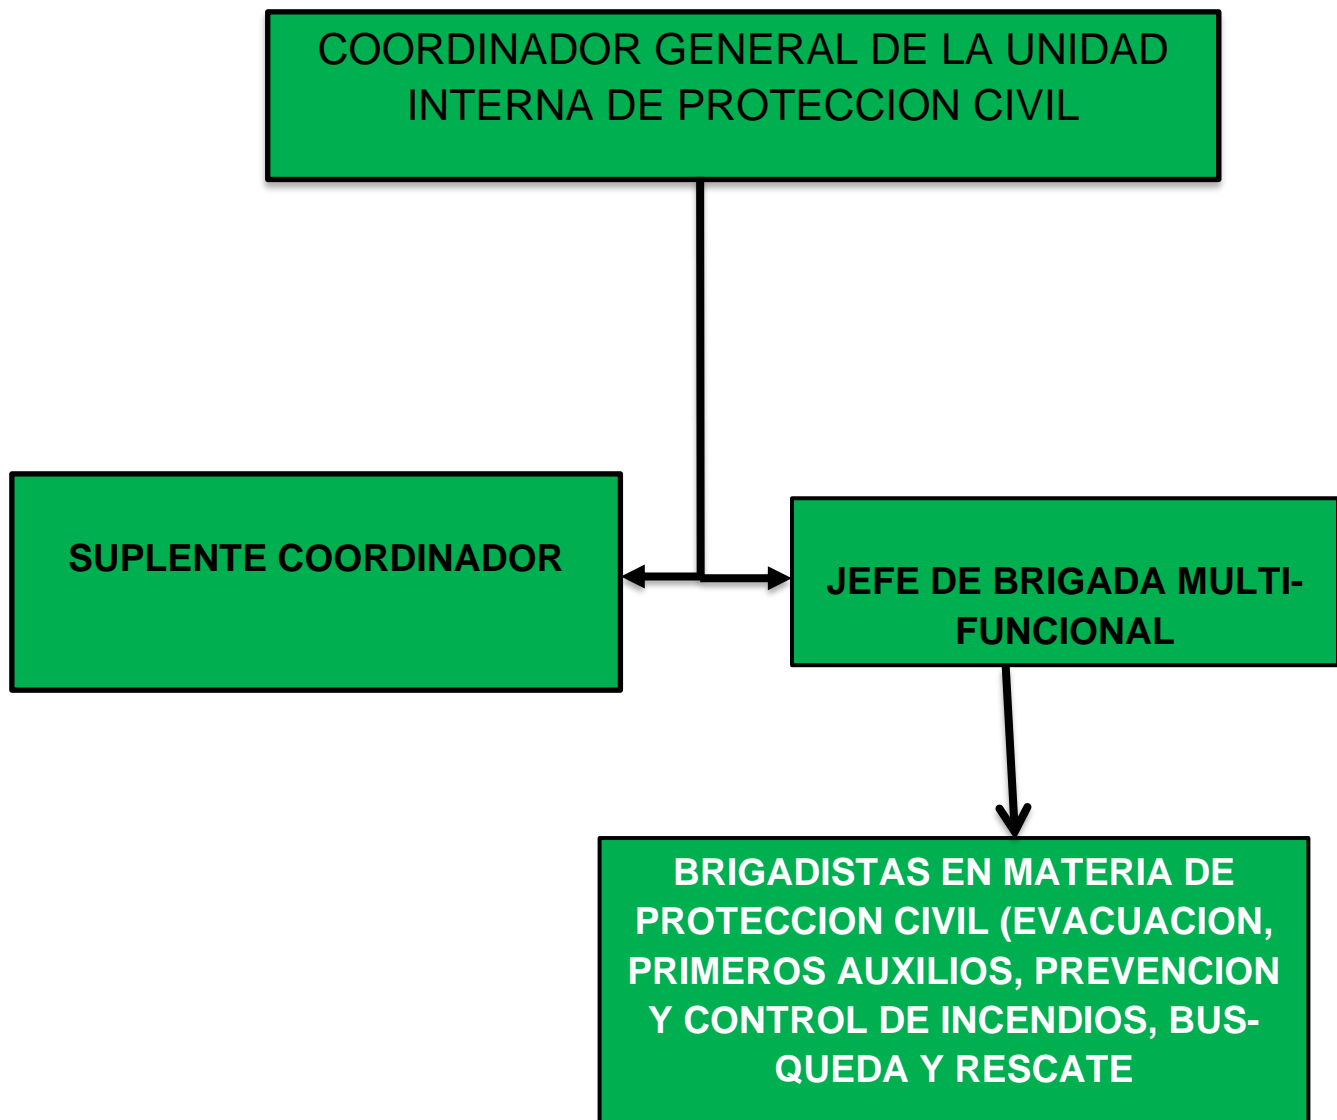 COORDINADOR GENERAL DE LA UNIDAD
INTERNA DE PROTECCION CIVIL
SUPLENTE COORDINADOR
JEFE DE BRIGADA MULTI-
FUNCIONAL
BRIGADISTAS EN MATERIA DE
PROTECCION CIVIL (EVACUACION,
PRIMEROS AUXILIOS, PREVENCION
Y CONTROL DE INCENDIOS, BUS-
QUEDA Y RESCATE